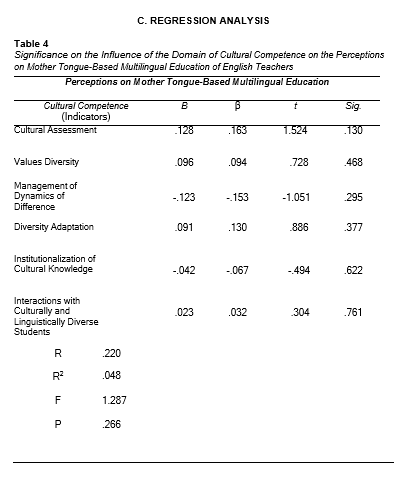 C. REGRESSION ANALYSIS
Table 4
Significance on the Influence of the Domain of Cultural Competence on the Perceptions
on Mother Tongue-Based Multilingual Education of English Teachers
Perceptions on Mother Tongue-Based Multilingual Education
Cultural Competence B β t Sig.
(Indicators)
Cultural Assessment .128 .163 1.524 .130
Values Diversity .096 .094 .728 .468
Management of
Dynamics of -.123 -.153 -1.051 .295
Difference
Diversity Adaptation .091 .130 .886 .377
Institutionalization of
Cultural Knowledge -.042 -.067 -.494 .622
Interactions with
Culturally and .023 .032 .304 .761
Linguistically Diverse
Students
R .220
R² .048
F 1.287
P .266